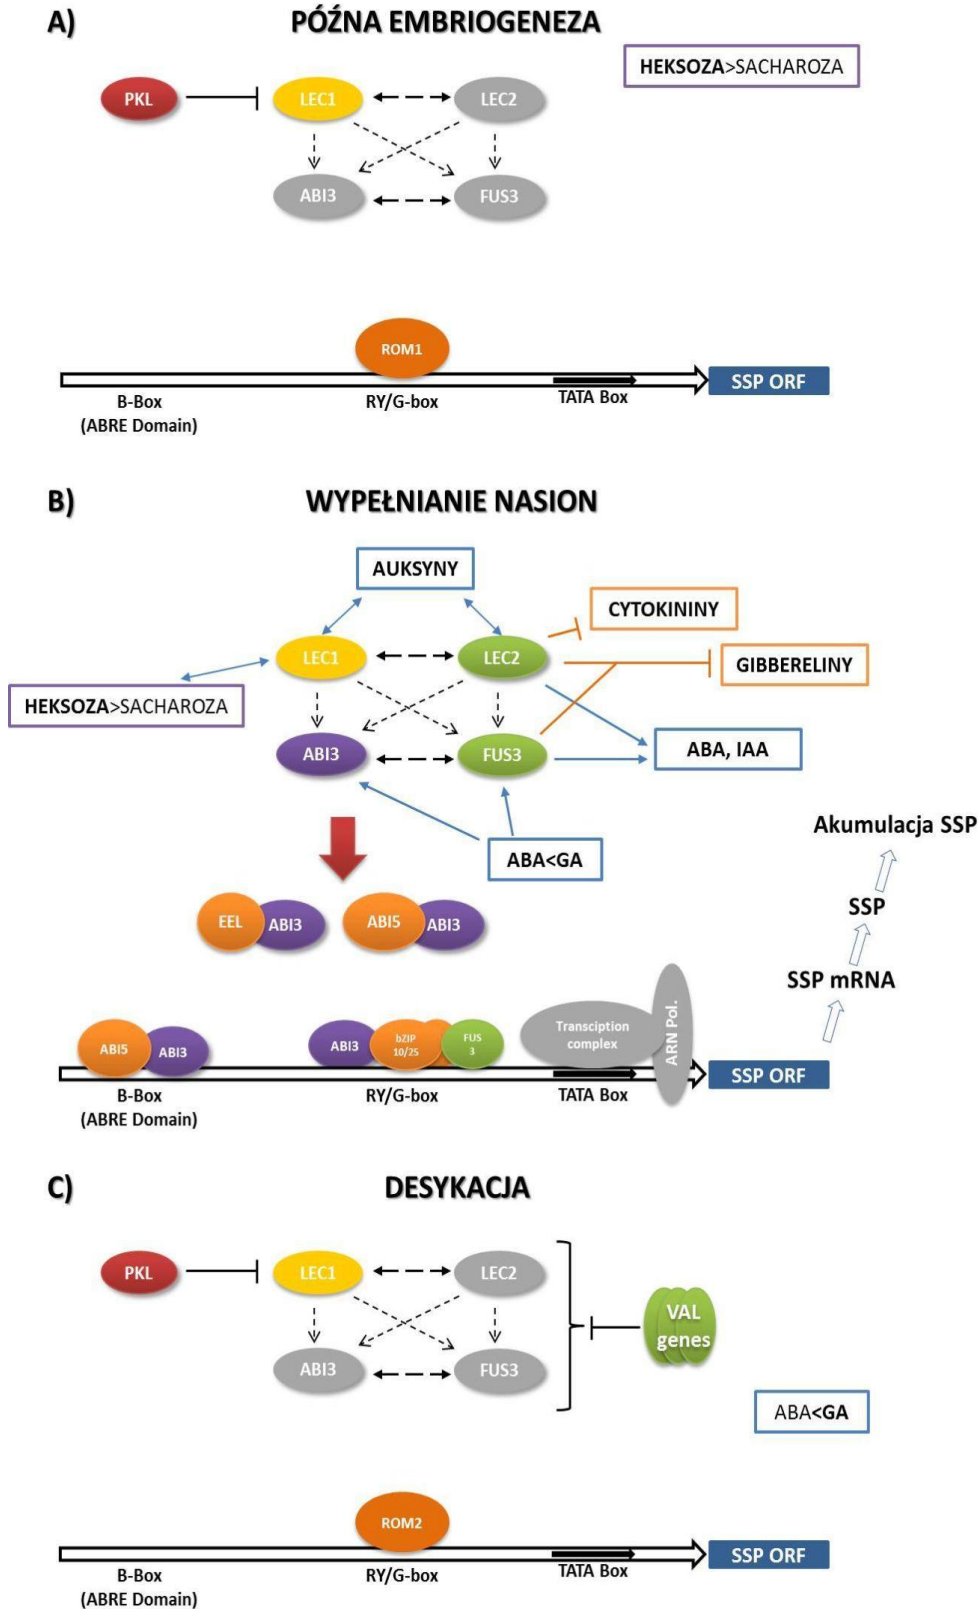 A) PÓŹNA EMBRIOGENEZA
HEKSOZA>SACHAROZA
PKL LEC1 LEC2
ABI3 FUS3
ROM1
SSP ORF
B-Box RY/G-box TATA Box
(ABRE Domain)
B) WYPEŁNIANIE NASION
AUKSYNY
CYTOKININY
LEC1 LEC2 GIBBERELINY
HEKSOZA>SACHAROZA
ABI3 FUS3 ABA, IAA
Akumulacja SSP
ABA<GA
SSP
EEL ABI3 ABI5 ABI3
SSP mRNA
ABI5 ABI3
ABI3 bZIP 10/25 FUS 3
Transciption
complex
ARN Pol.
SSP ORF
B-Box RY/G-box TATA Box
(ABRE Domain)
C) DESYKACJA
PKL LEC1 LEC2
VAL
genes
ABI3 FUS3
ABA<GA
ROM2
SSP ORF
B-Box RY/G-box TATA Box
(ABRE Domain)